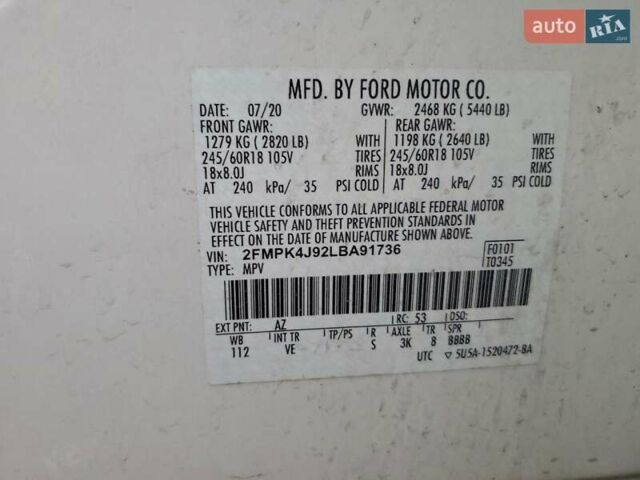 auto RIA .com
MFD. BY FORD MOTOR CO.
DATE: 07/20 GVWR: 2468 KG ( 5440 LB)
FRONT GAWR: REAR GAWR:
1279 KG ( 2820 LB) WITH 1198 KG ( 2640 LB) WITH
245/60R18 105V TIRES 245/60R18 105V TIRES
18x8.0J RIMS 18x8.0J RIMS
AT 240 kPa/ 35 PSI COLD AT 240 kPa/ 35 PSI COLD
THIS VEHICLE CONFORMS TO ALL APPLICABLE FEDERAL MOTOR
VEHICLE SAFETY AND THEFT PREVENTION STANDARDS IN
EFFECT ON THE DATE OF MANUFACTURE SHOWN ABOVE.
VIN: 2FMPK4J92LBA91736 F0101
TYPE: MPV T0345
EXT PNT: AZ RC: 53 DSO:
WB INT TR TP/PS R AXLE TR SPR
112 VE S 3K 8 BBBB
UTC ▽ 5U5A-1520472-BA